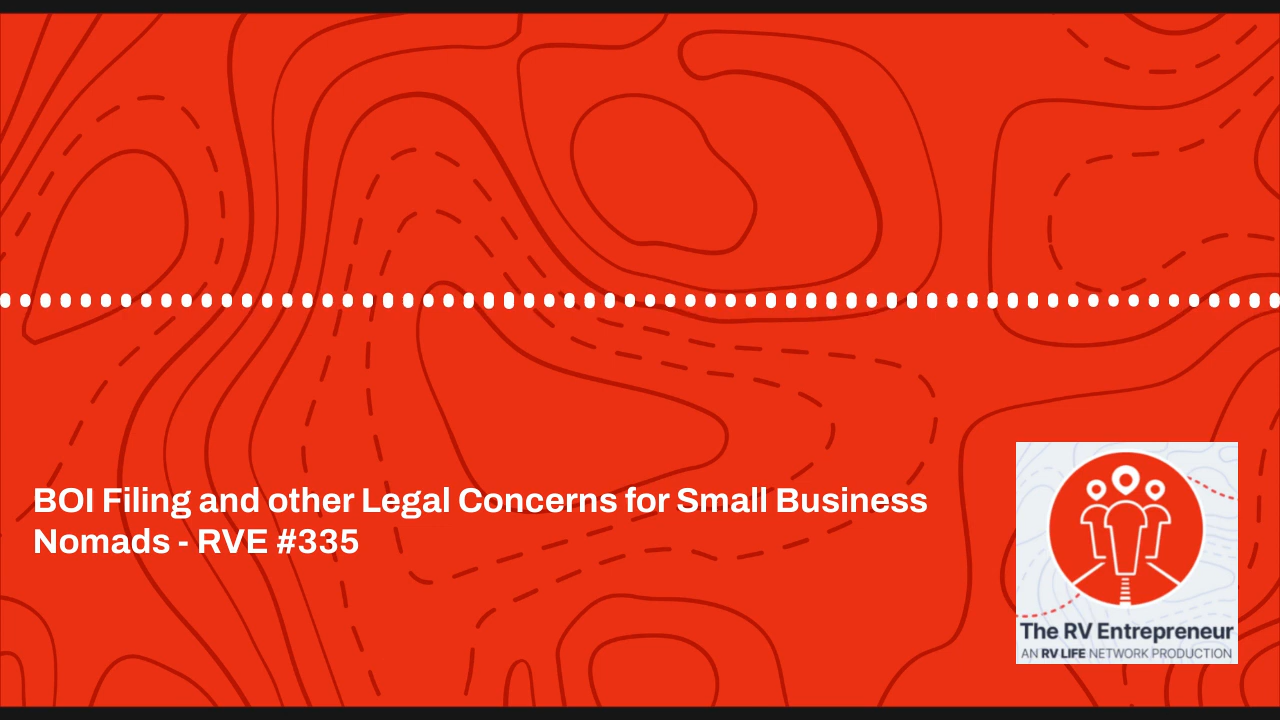 BOI Filing and other Legal Concerns for Small Business
Nomads - RVE #335
The RV Entrepreneur
AN RV LIFE NETWORK PRODUCTION